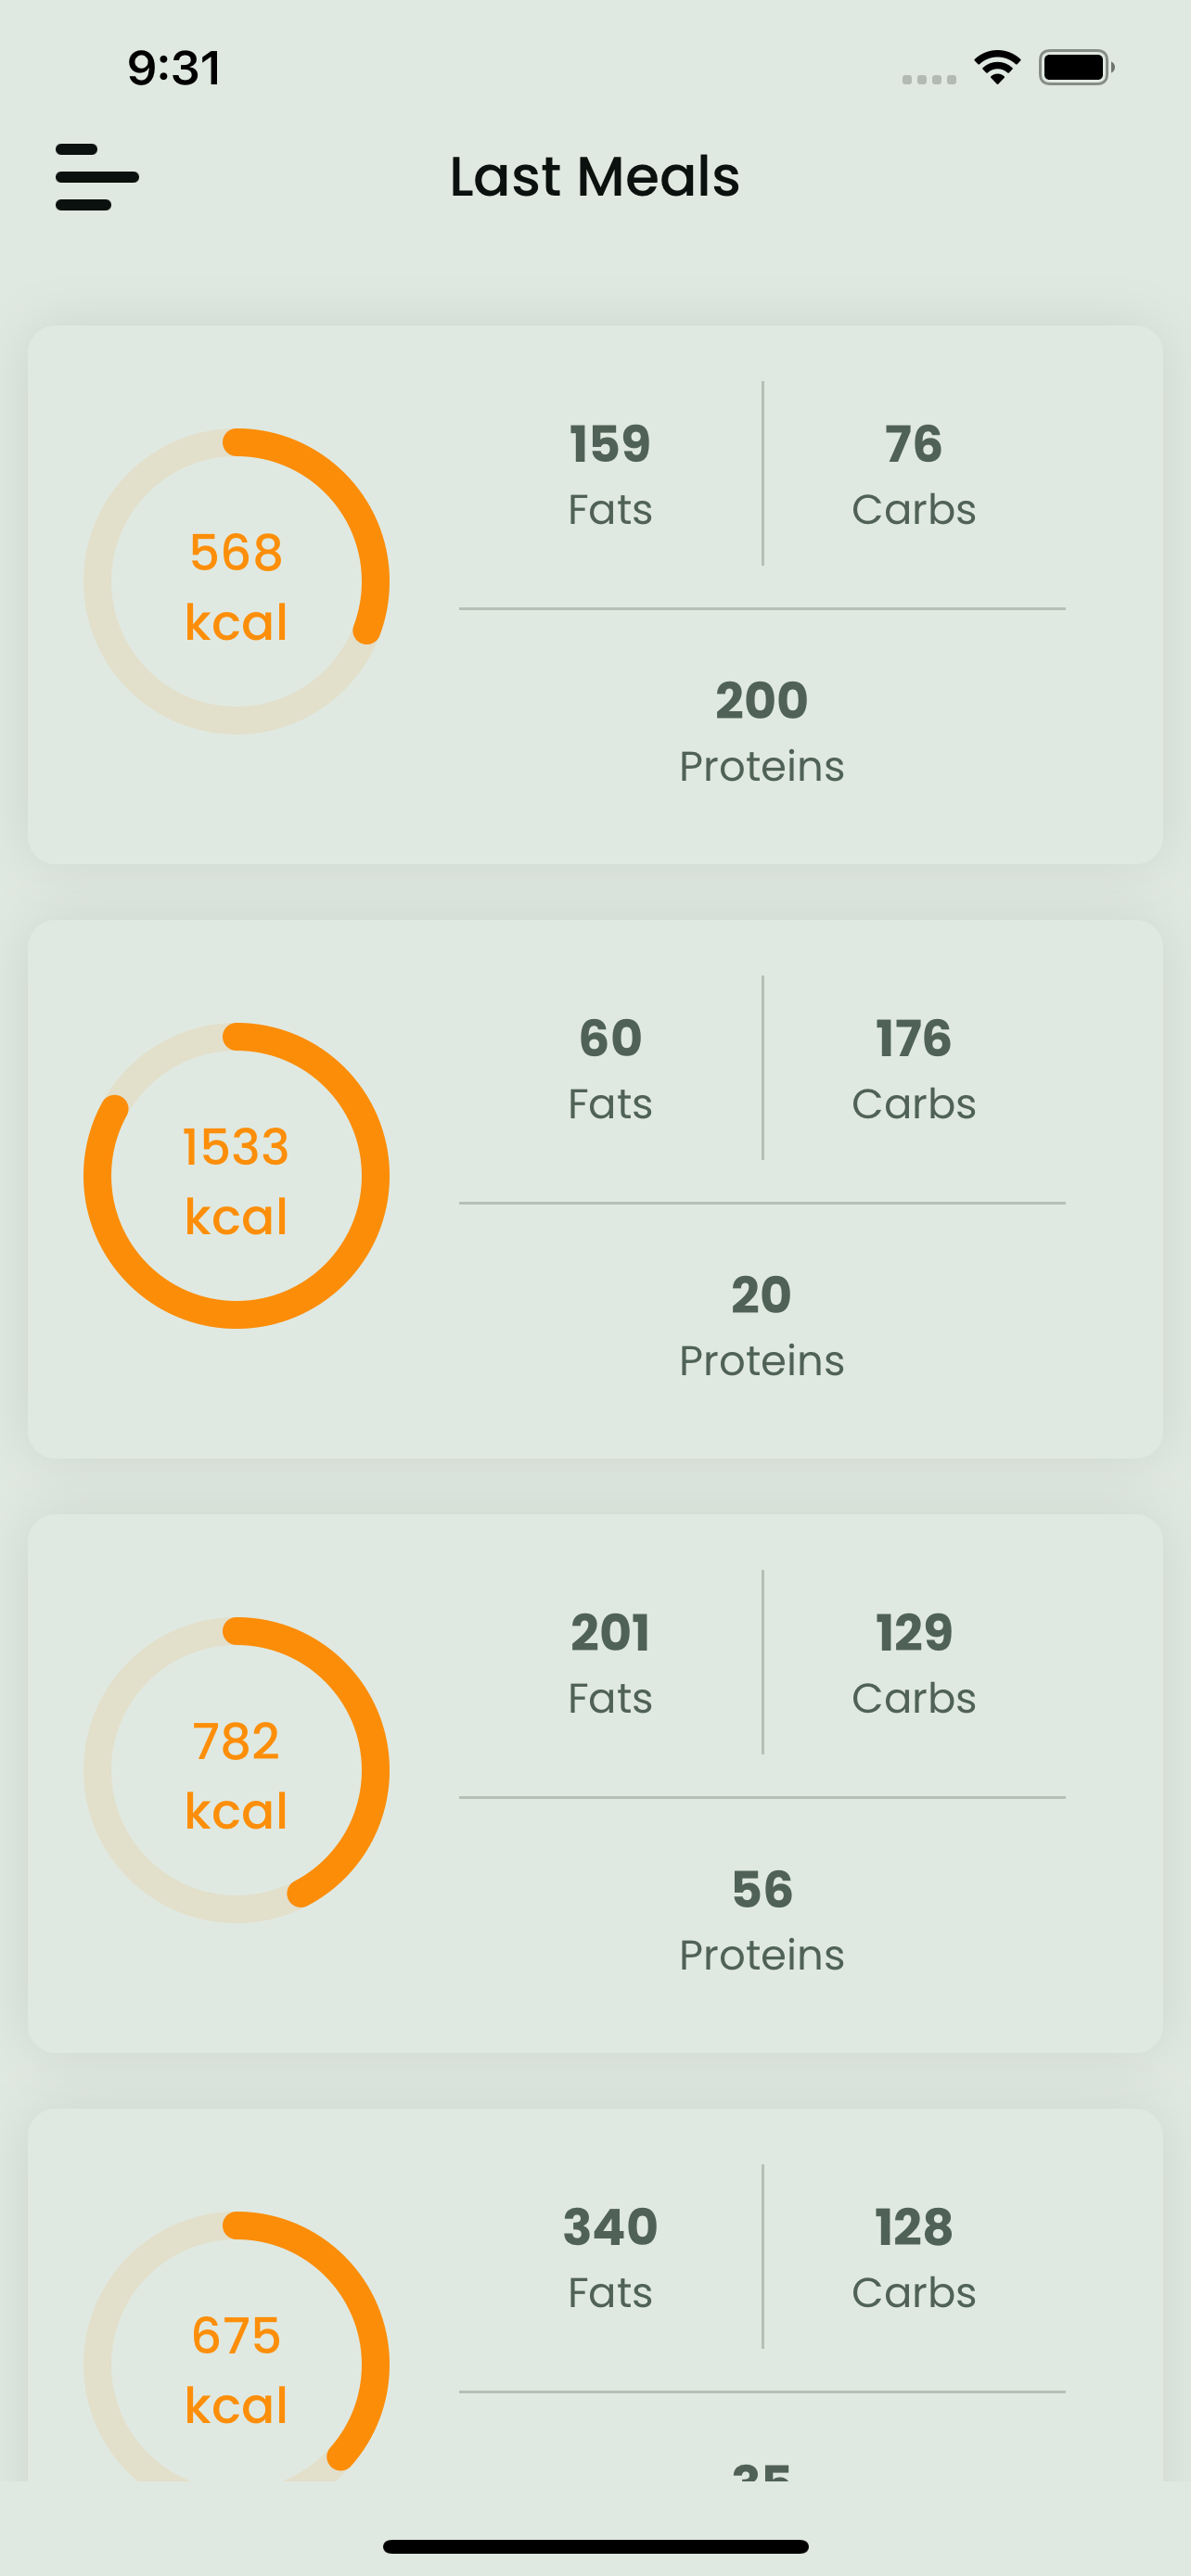 9:31
Last Meals
568
kcal
159
Fats
76
Carbs
200
Proteins
1533
kcal
60
Fats
176
Carbs
20
Proteins
782
kcal
201
Fats
129
Carbs
56
Proteins
675
kcal
340
Fats
128
Carbs
35